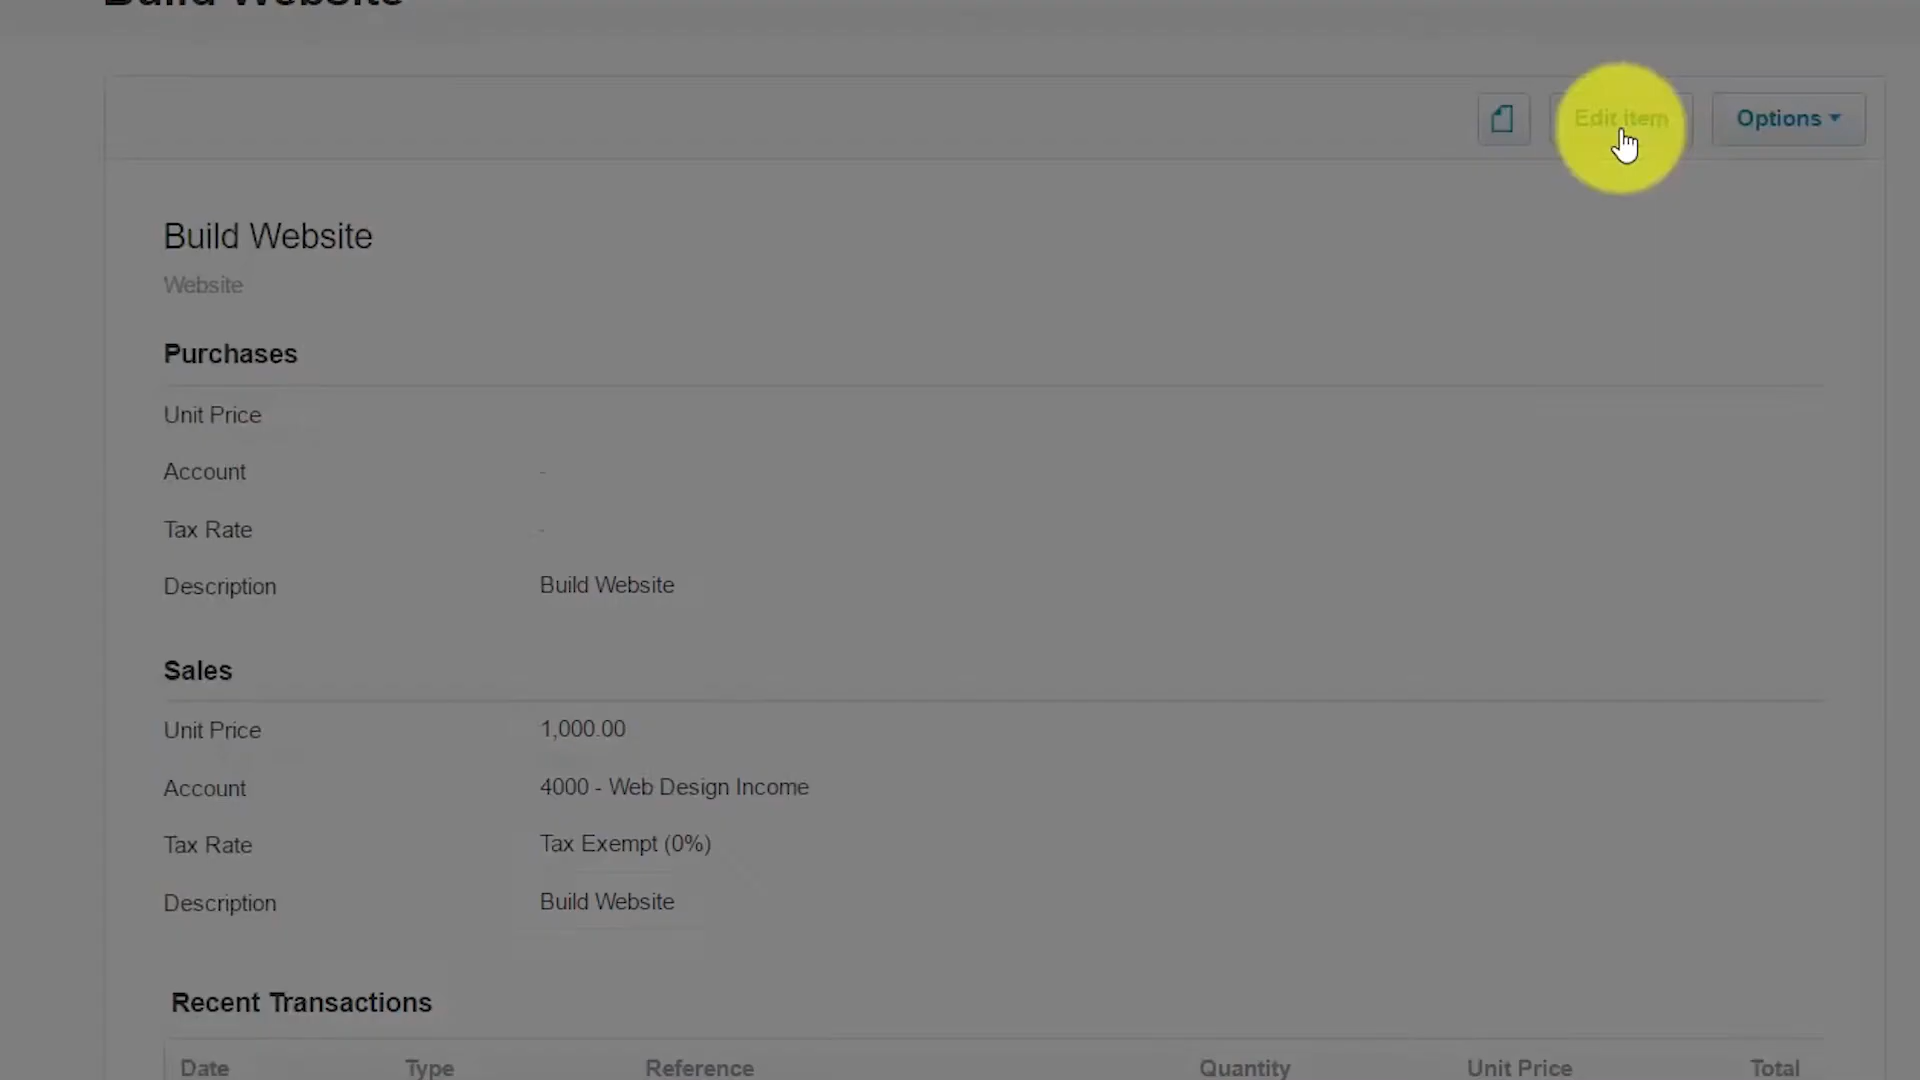 Build Website
Edit item
Options
Build Website
Website
Purchases
Unit Price
Account -
Tax Rate -
Description Build Website
Sales
Unit Price 1,000.00
Account 4000 - Web Design Income
Tax Rate Tax Exempt (0%)
Description Build Website
Recent Transactions
Date Type Reference Quantity Unit Price Total